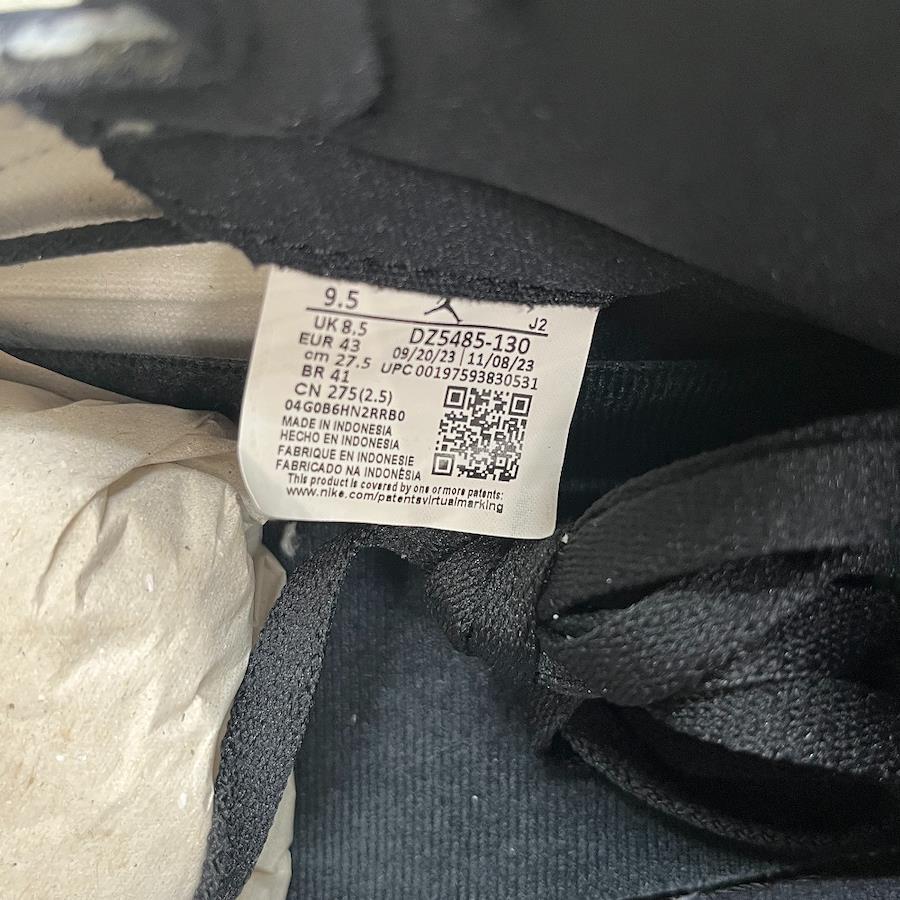 9.5
J2
UK 8.5
DZ5485-130
EUR 43
09/20/23 | 11/08/23
cm 27.5
UPC 00197593830531
BR 41
CN 275(2.5)
04G0B6HN2RRB0
MADE IN INDONESIA
HECHO EN INDONESIA
FABRIQUE EN INDONESIE
FABRICADO NA INDONÉSIA
This product is covered by one or more patents:
www.nike.com/patentsvirtualmarking